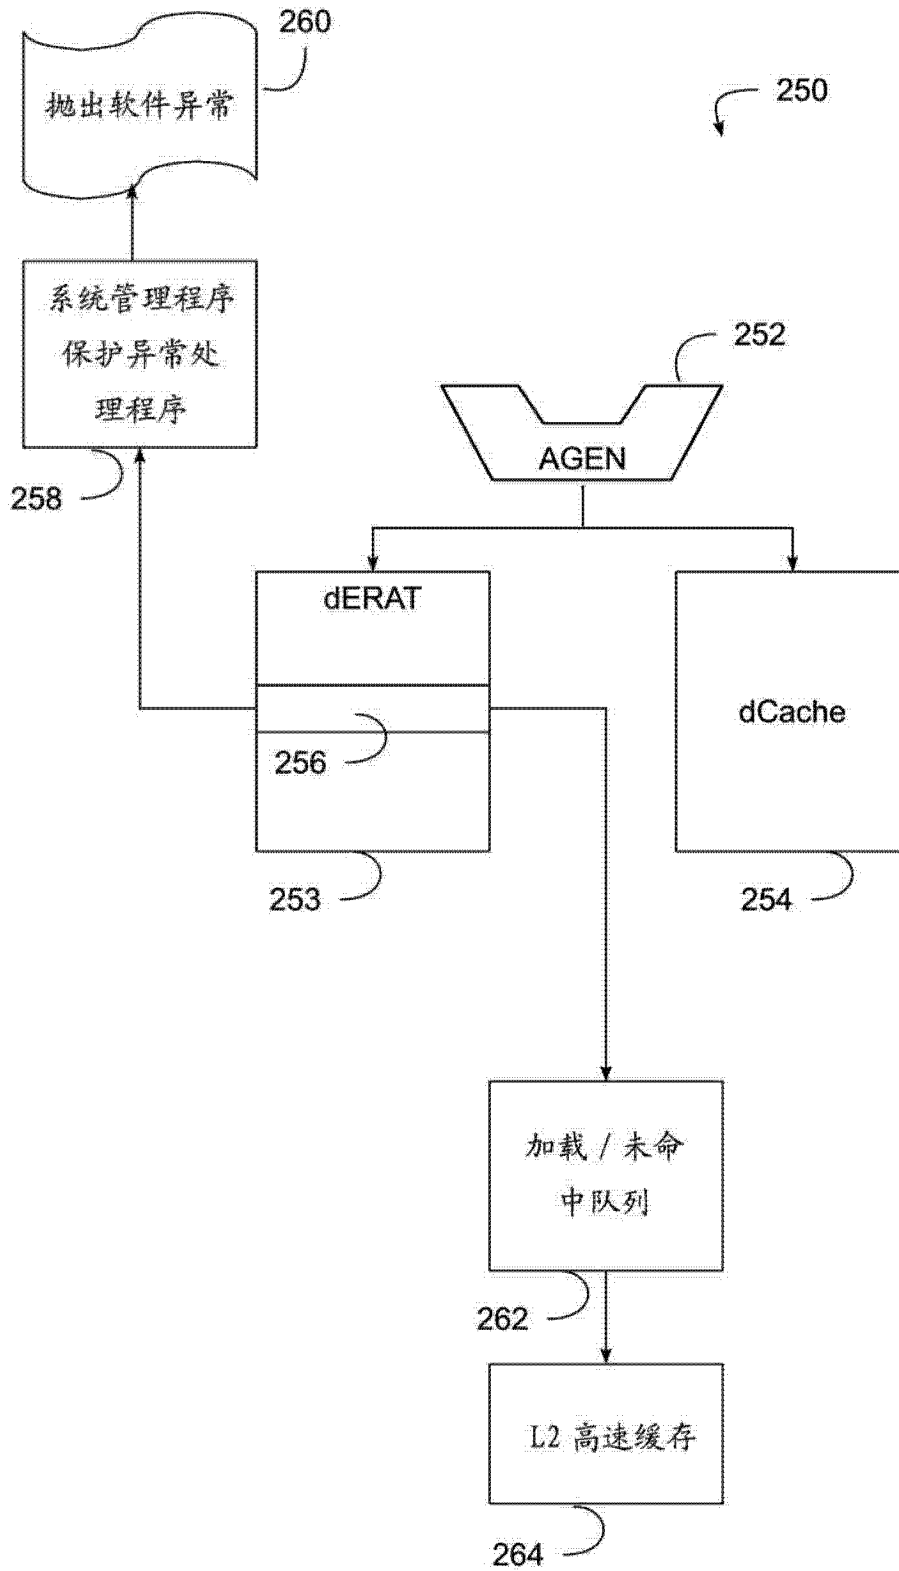 260
抛出软件异常
250
系统管理程序
保护异常处
理程序
252
AGEN
258
dERAT
dCache
256
253
254
加载 / 未命
中队列
262
L2 高速缓存
264